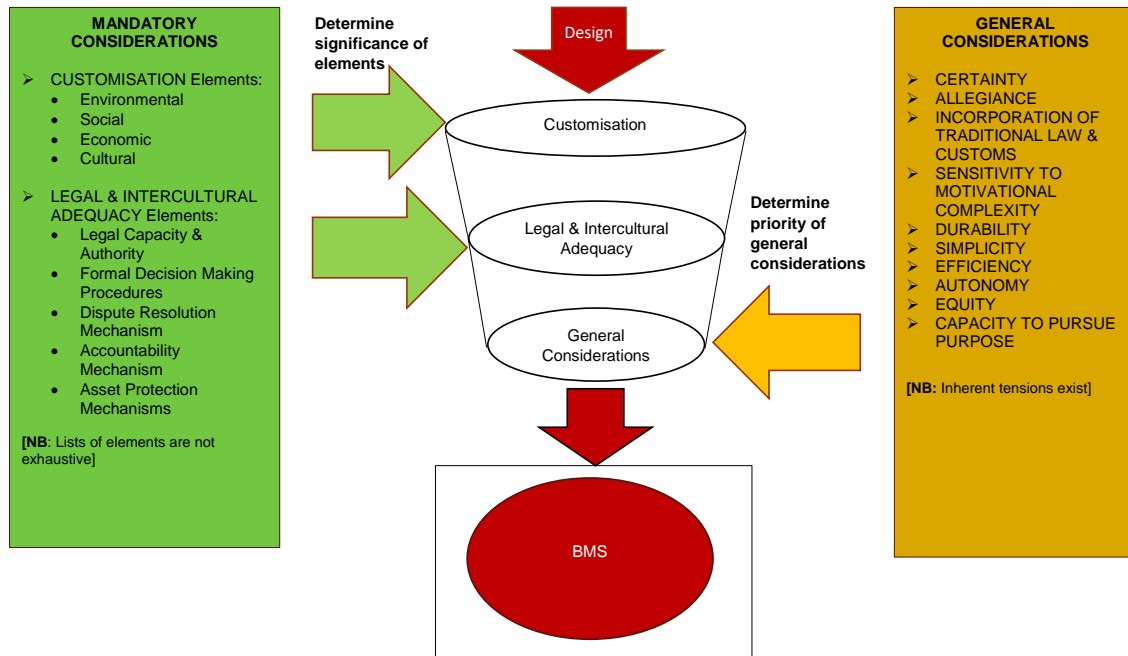 MANDATORY
CONSIDERATIONS
➢ CUSTOMISATION Elements:
• Environmental
• Social
• Economic
• Cultural
➢ LEGAL & INTERCULTURAL
ADEQUACY Elements:
• Legal Capacity &
Authority
• Formal Decision Making
Procedures
• Dispute Resolution
Mechanism
• Accountability
Mechanism
• Asset Protection
Mechanisms
[NB: Lists of elements are not
exhaustive]
Determine
significance of
elements
Design
Customisation
Legal & Intercultural
Adequacy
General
Considerations
BMS
Determine
priority of
general
considerations
GENERAL
CONSIDERATIONS
➢ CERTAINTY
➢ ALLEGIANCE
➢ INCORPORATION OF
TRADITIONAL LAW &
CUSTOMS
➢ SENSITIVITY TO
MOTIVATIONAL
COMPLEXITY
➢ DURABILITY
➢ SIMPLICITY
➢ EFFICIENCY
➢ AUTONOMY
➢ EQUITY
➢ CAPACITY TO PURSUE
PURPOSE
[NB: Inherent tensions exist]